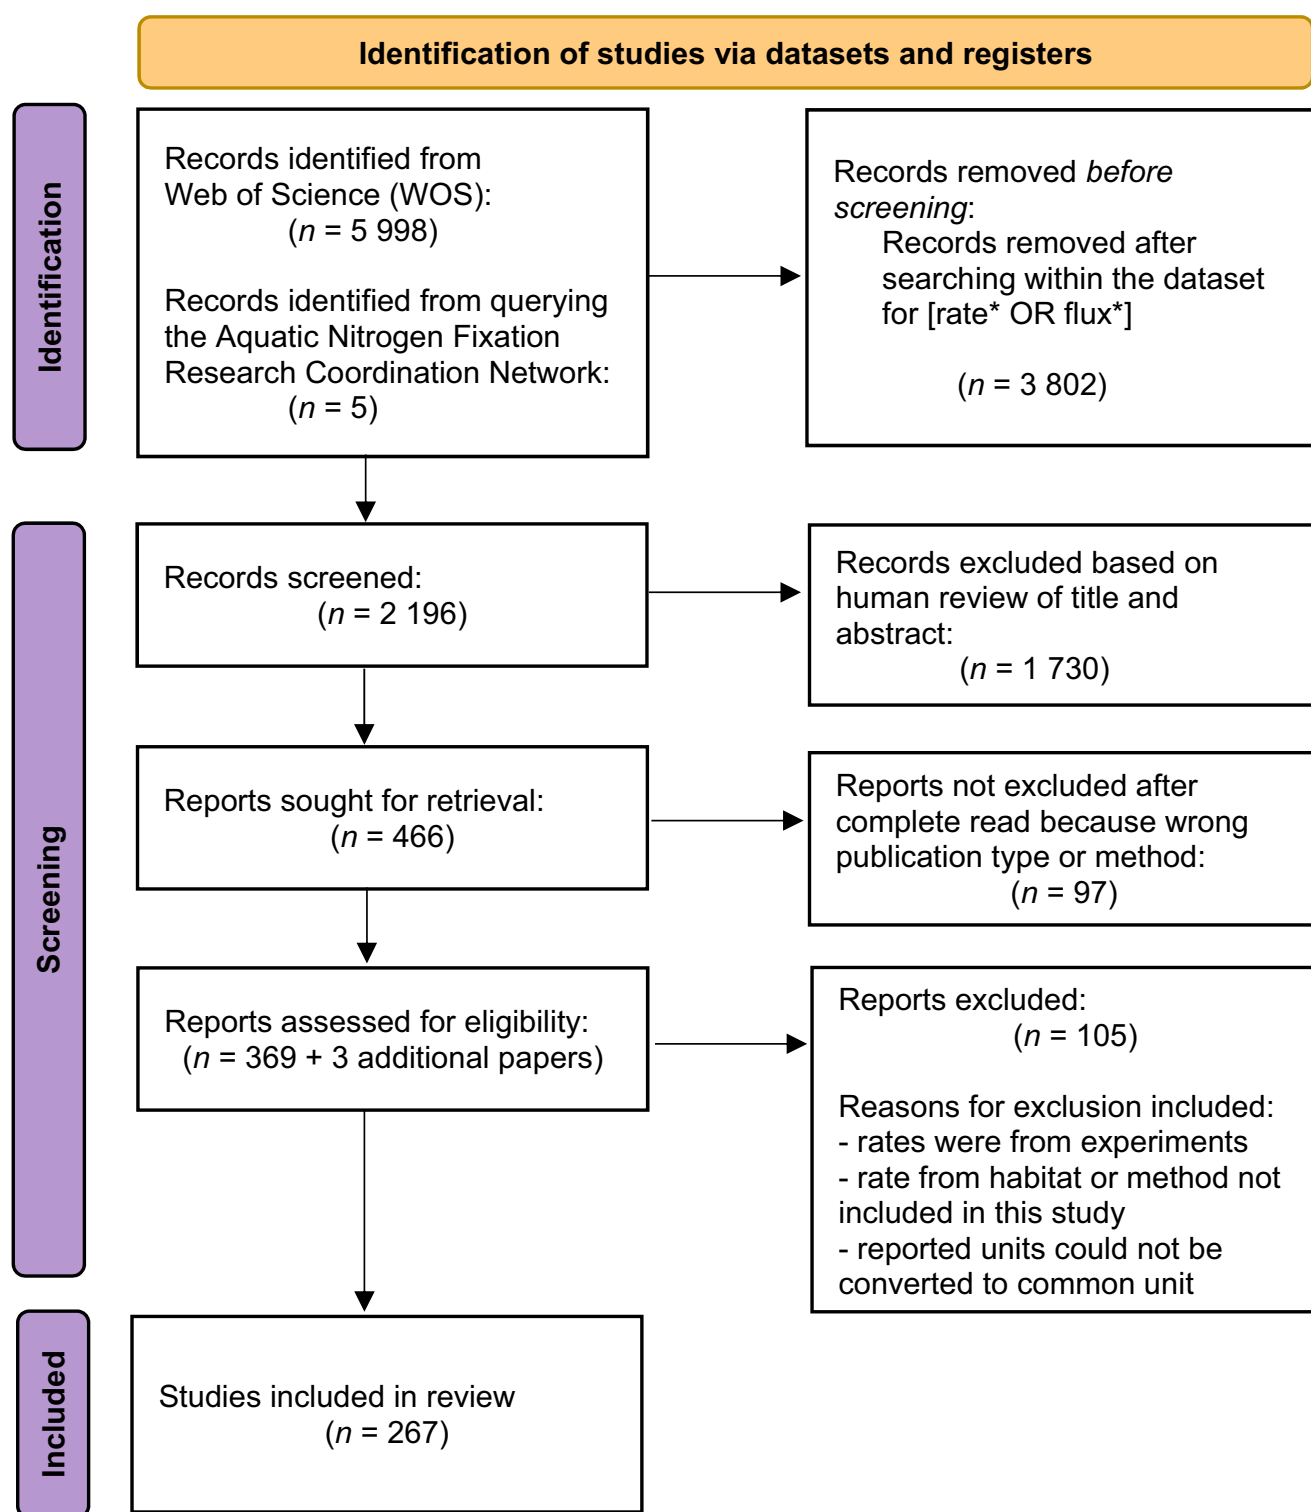 Identification of studies via datasets and registers
Identification
Records identified from
Web of Science (WOS):
(n = 5 998)
Records identified from querying
the Aquatic Nitrogen Fixation
Research Coordination Network:
(n = 5)
Records removed before
screening:
Records removed after
searching within the dataset
for [rate* OR flux*]
(n = 3 802)
Screening
Records screened:
(n = 2 196)
Records excluded based on
human review of title and
abstract:
(n = 1 730)
Reports sought for retrieval:
(n = 466)
Reports not excluded after
complete read because wrong
publication type or method:
(n = 97)
Reports assessed for eligibility:
(n = 369 + 3 additional papers)
Reports excluded:
(n = 105)
Reasons for exclusion included:
- rates were from experiments
- rate from habitat or method not
included in this study
- reported units could not be
converted to common unit
Included
Studies included in review
(n = 267)